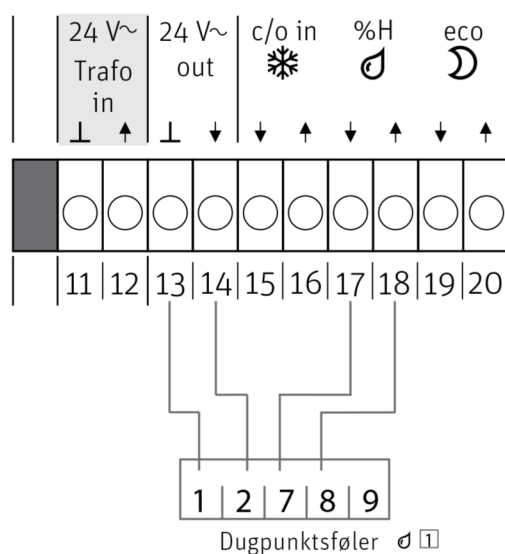 24 V~ 24 V~ c/o in %H eco
Trafo out
in
11 12 13 14 15 16 17 18 19 20
1 2 7 8 9
Dugpunktsføler 1